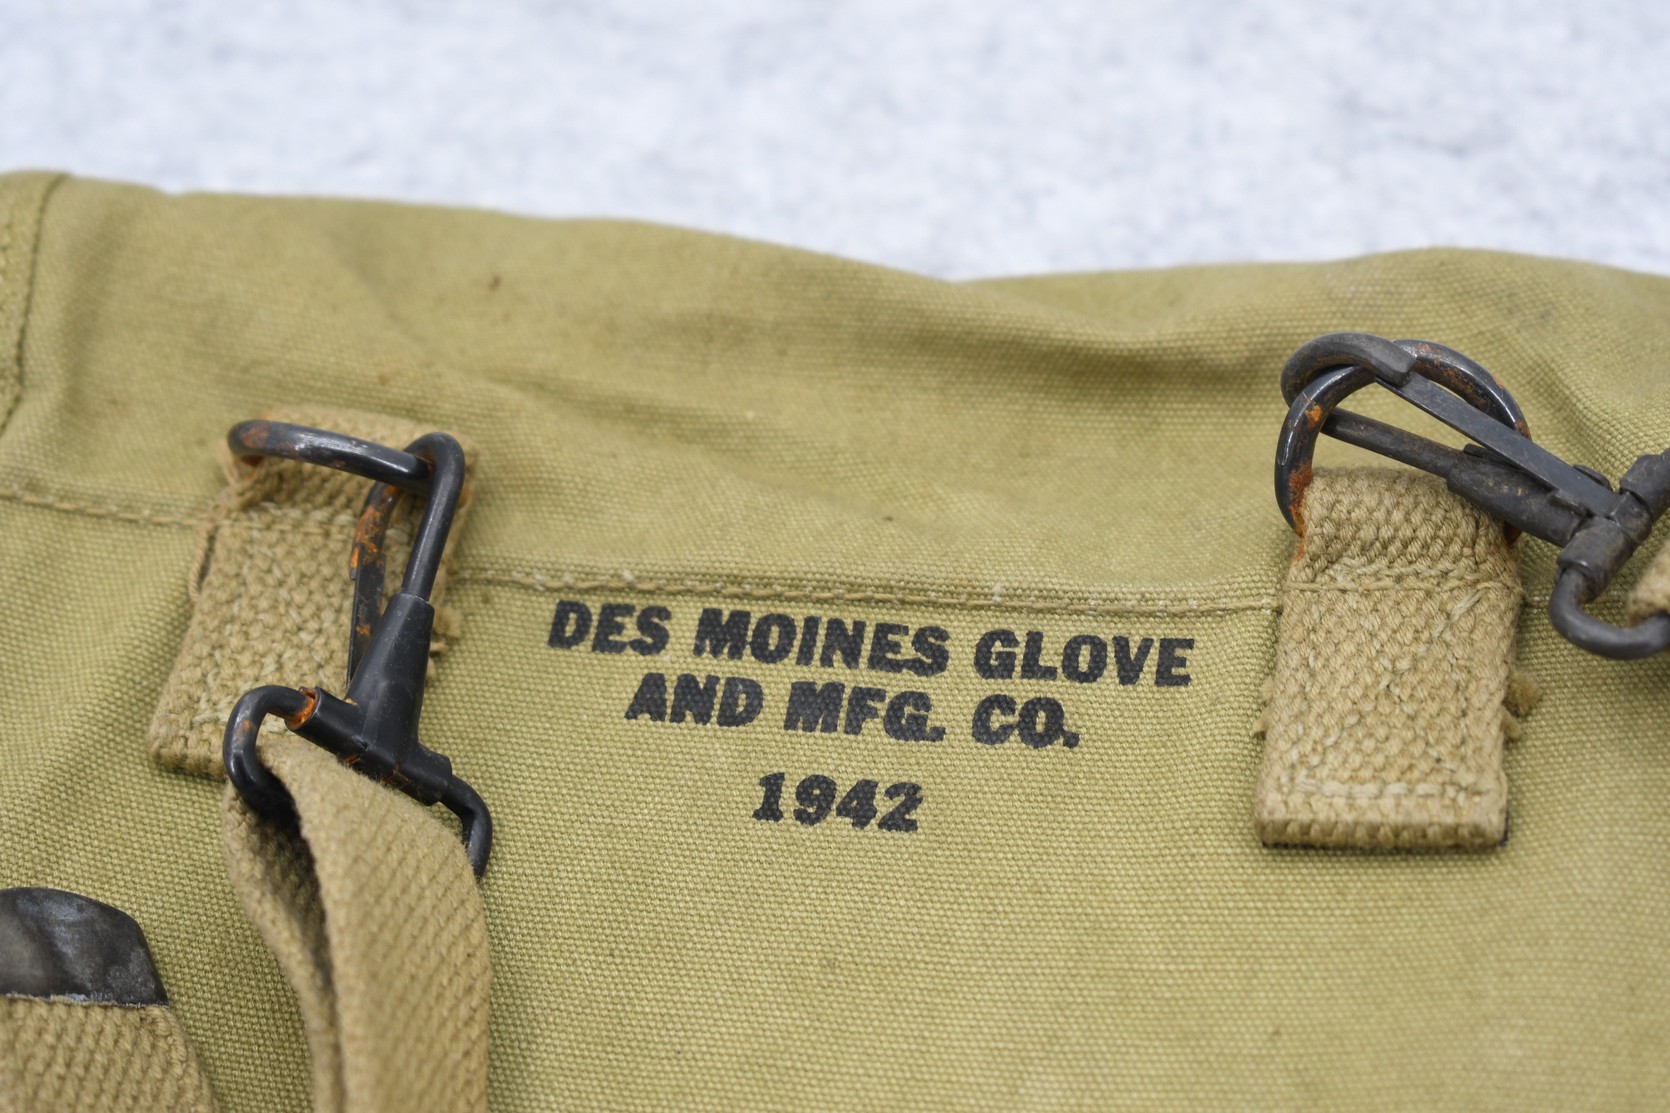 DES MOINES GLOVE
AND MFG. CO.
1942